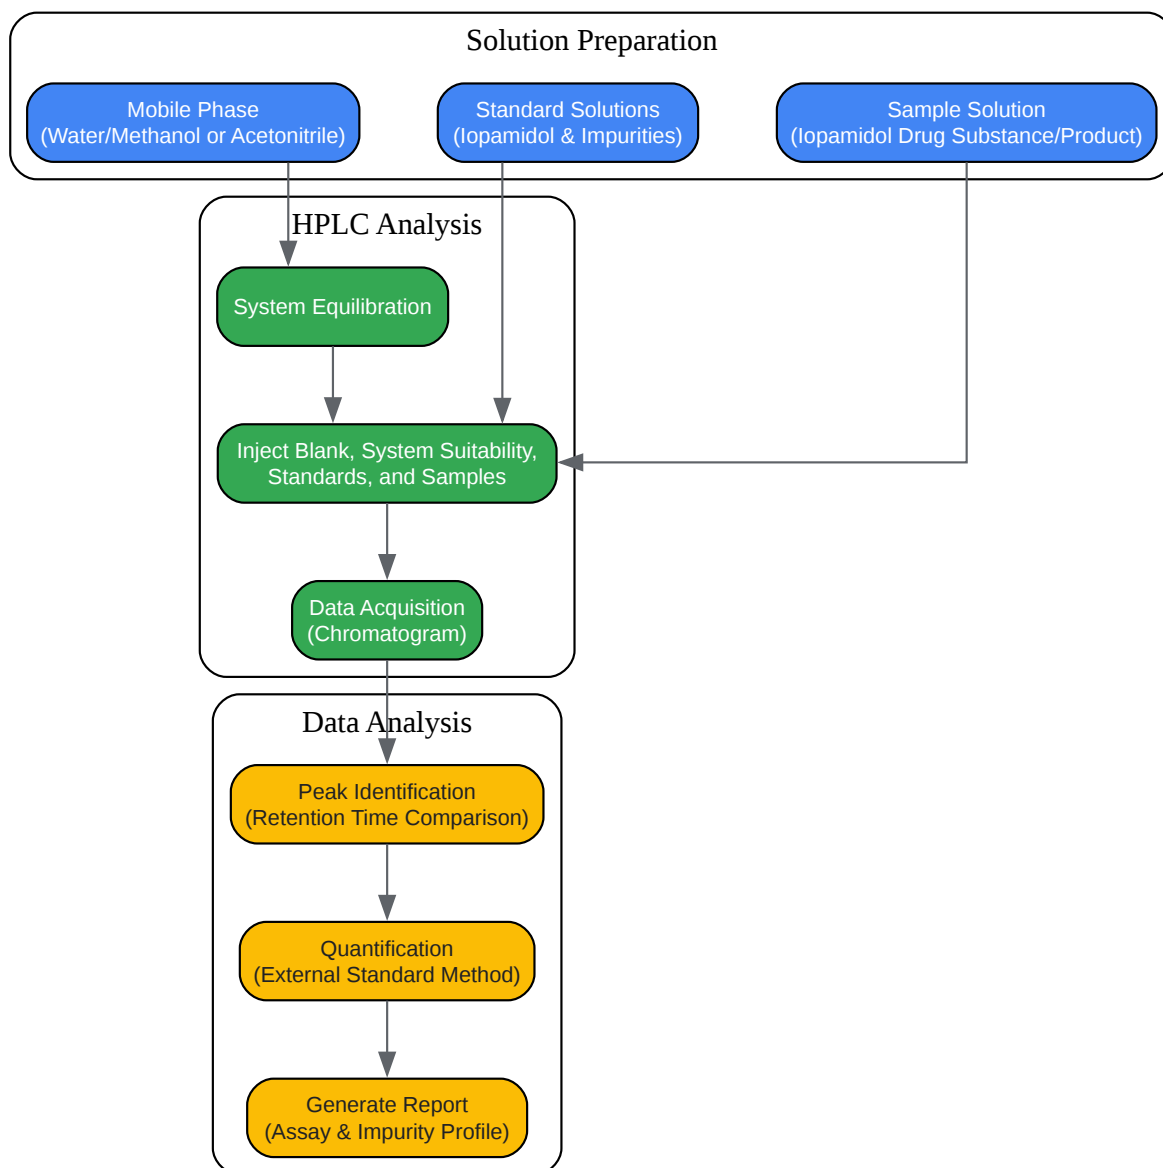 Solution Preparation
Mobile Phase
(Water/Methanol or Acetonitrile)
Standard Solutions
(Iopamidol & Impurities)
Sample Solution
(Iopamidol Drug Substance/Product)
HPLC Analysis
System Equilibration
Inject Blank, System Suitability,
Standards, and Samples
Data Acquisition
(Chromatogram)
Data Analysis
Peak Identification
(Retention Time Comparison)
Quantification
(External Standard Method)
Generate Report
(Assay & Impurity Profile)